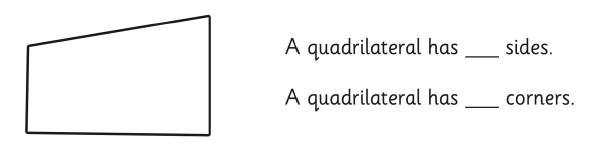 A quadrilateral has ___ sides.
A quadrilateral has ___ corners.